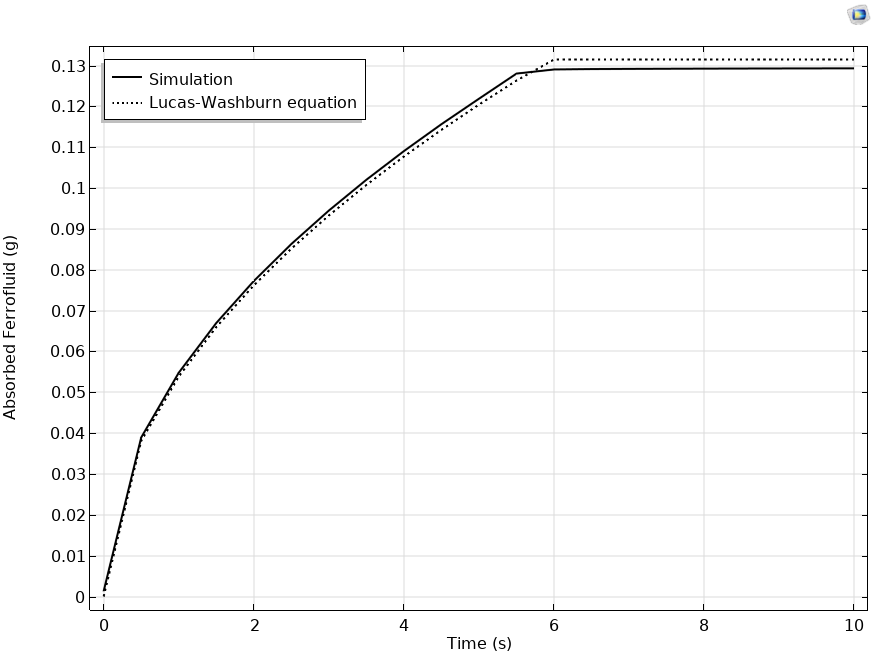 Simulation
Lucas-Washburn equation
Absorbed Ferrofluid (g)
0.13
0.12
0.11
0.1
0.09
0.08
0.07
0.06
0.05
0.04
0.03
0.02
0.01
0
0 2 4 6 8 10
Time (s)